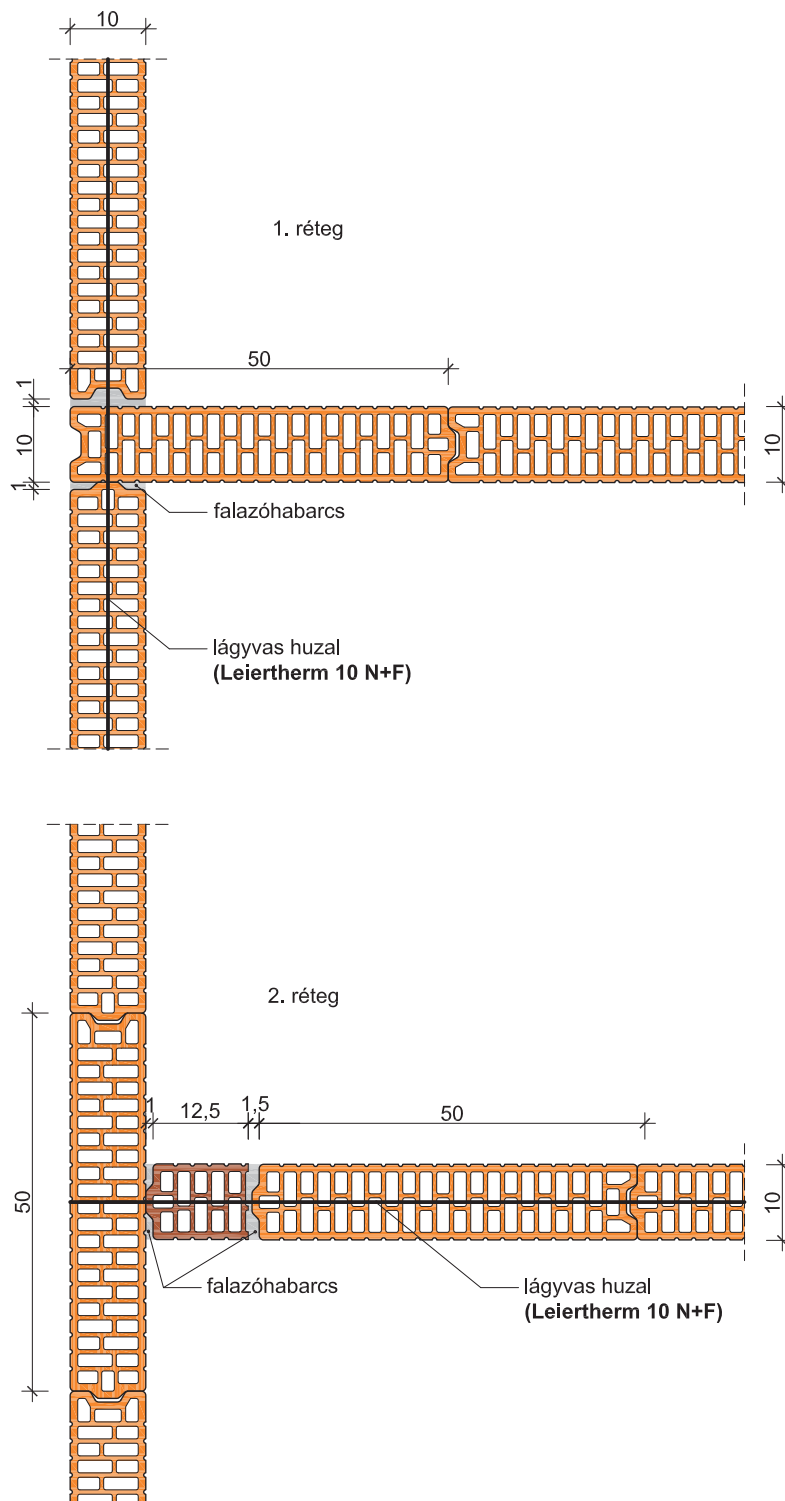 10
1. réteg
50
1
10
10
1
falazóhabarcs
lágyvas huzal
(Leiertherm 10 N+F)
2. réteg
1
12,5
1,5
50
50
10
falazóhabarcs
lágyvas huzal
(Leiertherm 10 N+F)